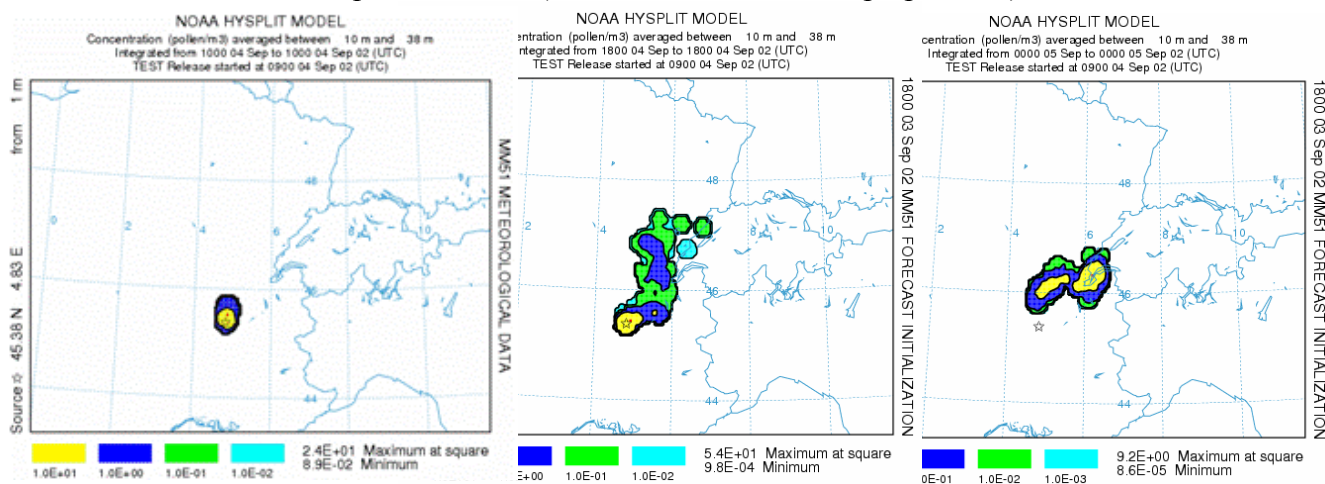 NOAA HYSPLIT MODEL
Concentration (pollen/m3) averaged between 10 m and 38 m
Integrated from 1000 04 Sep to 1000 04 Sep 02 (UTC)
TEST Release started at 0900 04 Sep 02 (UTC)
Source ☆ 45.38 N 4.83 E from 1 m
48
0 2 4 6 8 10
46
44
MM51 METEOROLOGICAL DATA
1.0E+01 1.0E+00 1.0E-01 1.0E-02
2.4E+01 Maximum at square
8.9E-02 Minimum
NOAA HYSPLIT MODEL
centration (pollen/m3) averaged between 10 m and 38 m
ntegrated from 1800 04 Sep to 1800 04 Sep 02 (UTC)
TEST Release started at 0900 04 Sep 02 (UTC)
48
2 4 6 8 10
46
44
1800 03 Sep 02 MM51 FORECAST INITIALIZATION
E+00 1.0E-01 1.0E-02
5.4E+01 Maximum at square
9.8E-04 Minimum
NOAA HYSPLIT MODEL
centration (pollen/m3) averaged between 10 m and 38 m
Integrated from 0000 05 Sep to 0000 05 Sep 02 (UTC)
TEST Release started at 0900 04 Sep 02 (UTC)
48
2 4 6 8 10
46
44
1800 03 Sep 02 MM51 FORECAST INITIALIZATION
0E-01 1.0E-02 1.0E-03
9.2E+00 Maximum at square
8.6E-05 Minimum